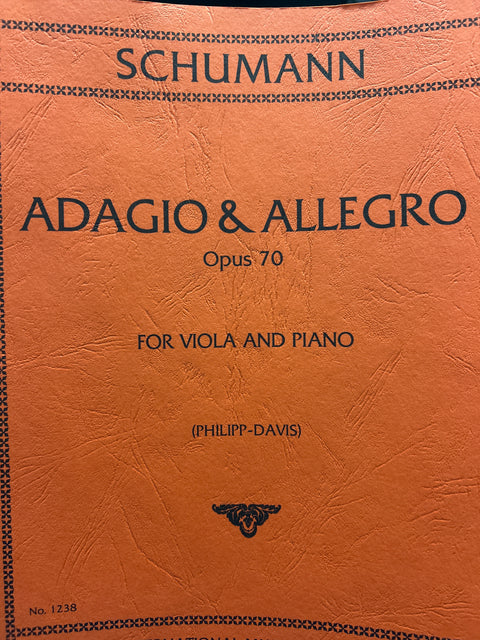 SCHUMANN
ADAGIO & ALLEGRO
Opus 70
FOR VIOLA AND PIANO
(PHILIPP-DAVIS)
No. 1238